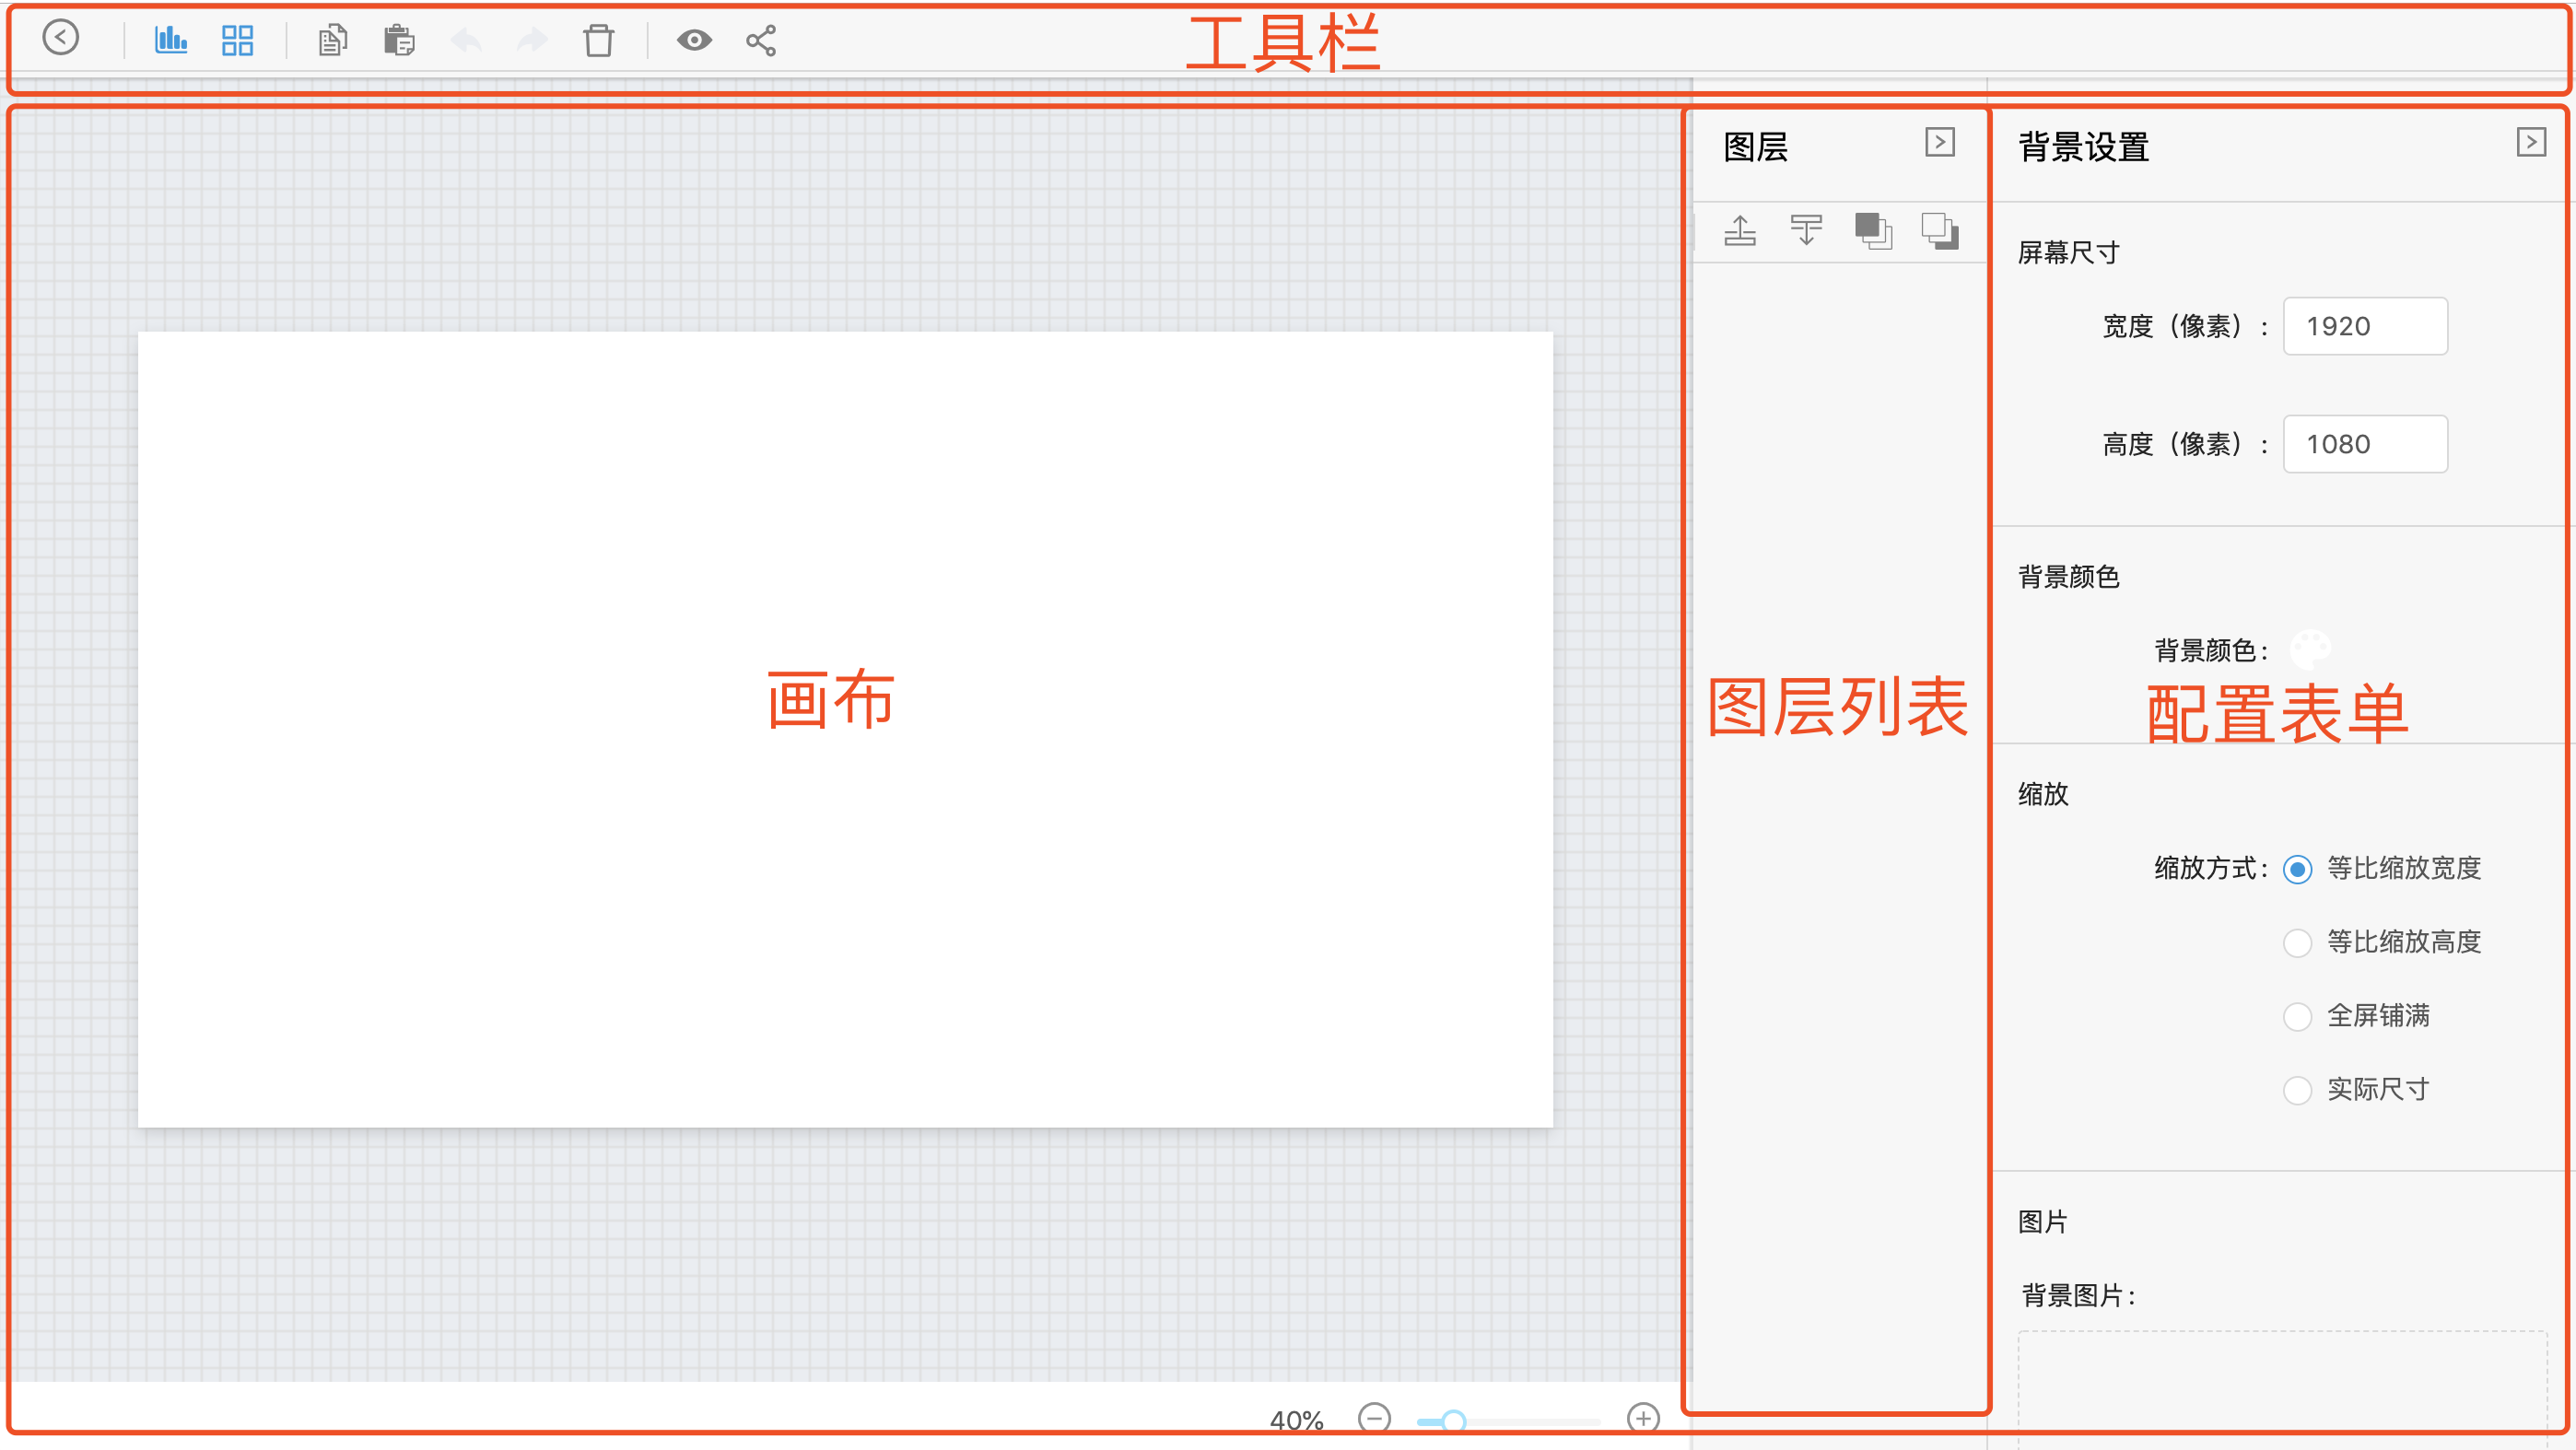 工具栏
图层
背景设置
屏幕尺寸
宽度（像素）：
1920
高度（像素）：
1080
背景颜色
背景颜色：
画布
图层列表
配置表单
缩放
缩放方式：
等比缩放宽度
等比缩放高度
全屏铺满
实际尺寸
图片
背景图片：
40%